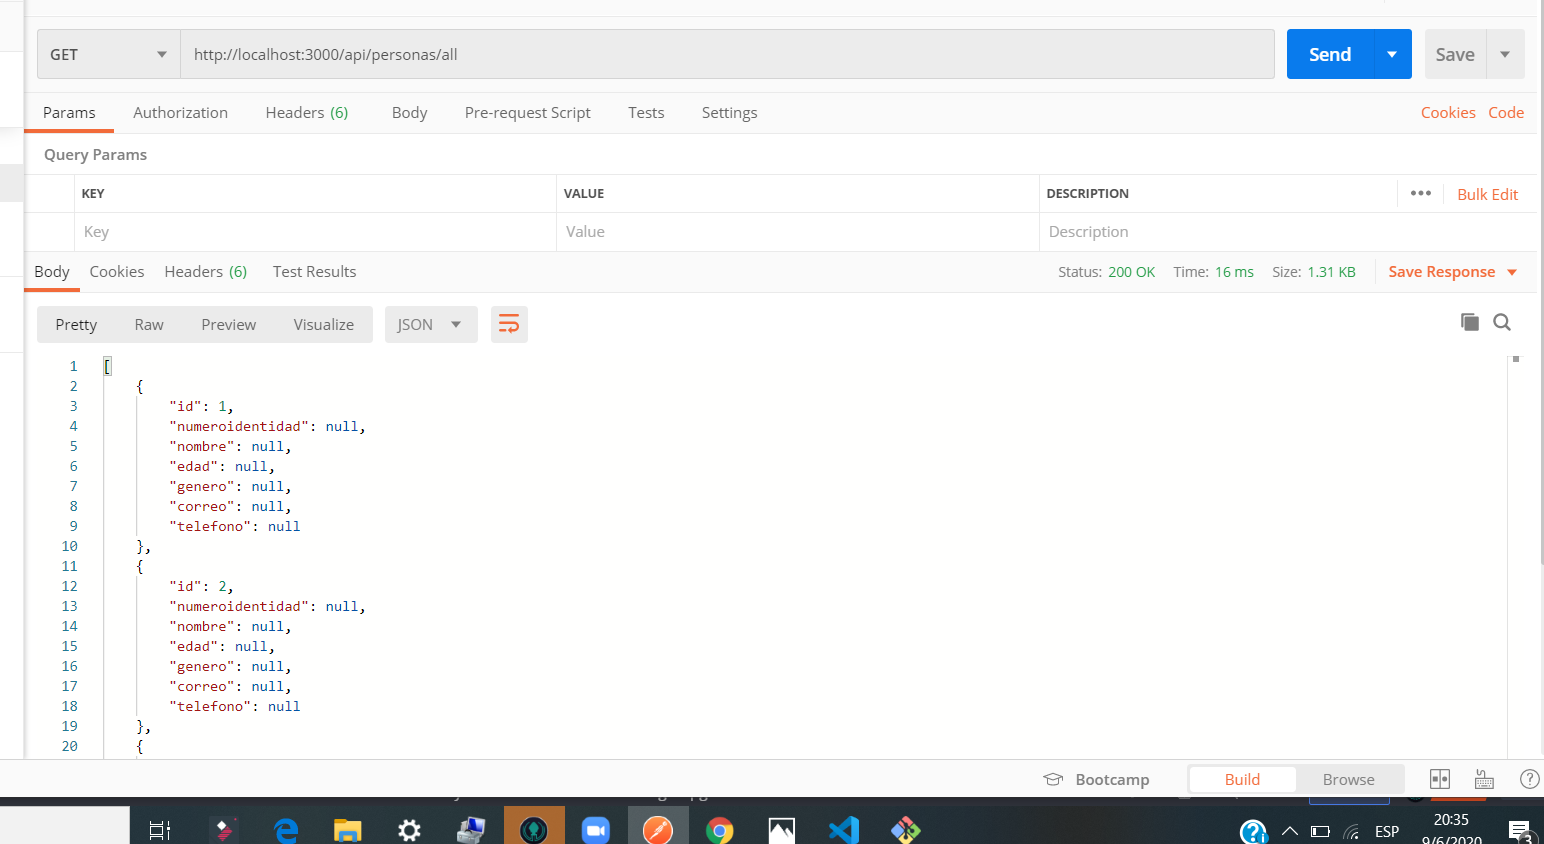 GET http://localhost:3000/api/personas/all Send Save
Params Authorization Headers (6) Body Pre-request Script Tests Settings Cookies Code
Query Params
KEY VALUE DESCRIPTION ••• Bulk Edit
Key Value Description
Body Cookies Headers (6) Test Results Status: 200 OK Time: 16 ms Size: 1.31 KB Save Response
Pretty Raw Preview Visualize JSON
1 [
2 {
3 "id": 1,
4 "numeroidentidad": null,
5 "nombre": null,
6 "edad": null,
7 "genero": null,
8 "correo": null,
9 "telefono": null
10 },
11 {
12 "id": 2,
13 "numeroidentidad": null,
14 "nombre": null,
15 "edad": null,
16 "genero": null,
17 "correo": null,
18 "telefono": null
19 },
20 {
Bootcamp Build Browse
ESP 20:35
9/6/2020 3